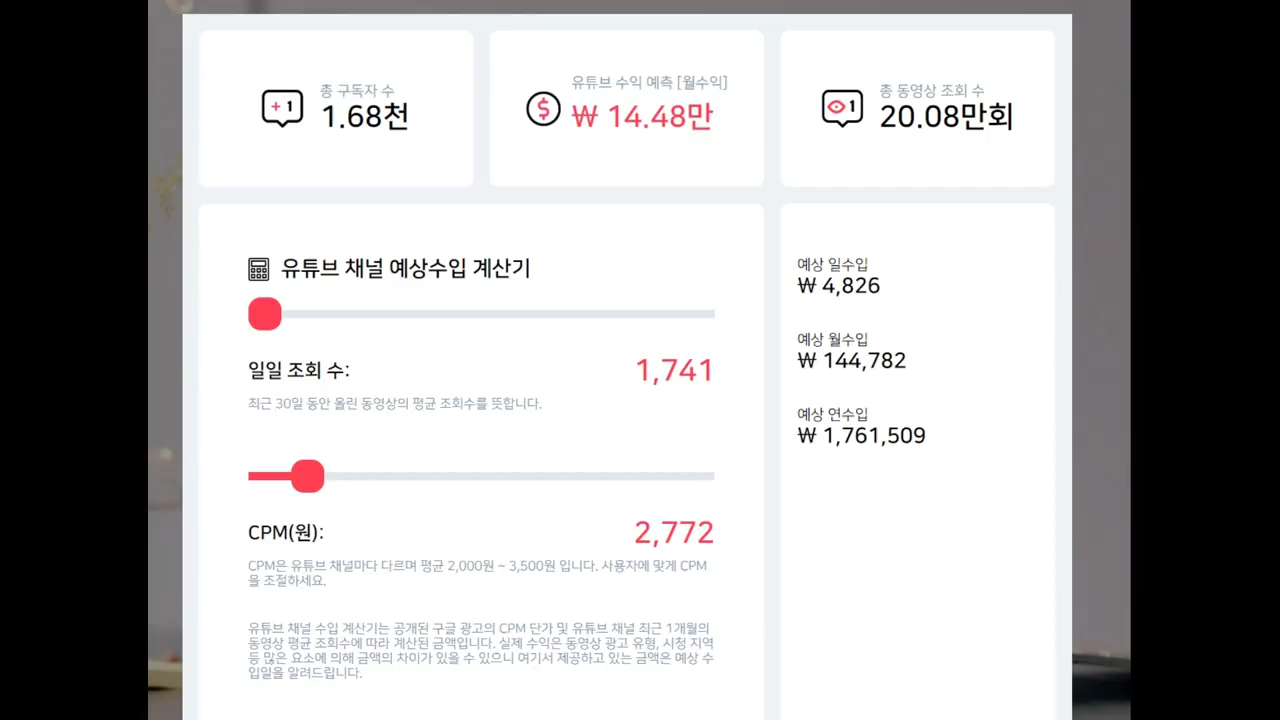 총 구독자 수
1.68천
유튜브 수익 예측 [월수익]
₩ 14.48만
총 동영상 조회 수
20.08만회
+1
$
1
유튜브 채널 예상수입 계산기
일일 조회 수:
1,741
최근 30일 동안 올린 동영상의 평균 조회수를 뜻합니다.
CPM(원):
2,772
CPM은 유튜브 채널마다 다르며 평균 2,000원 ~ 3,500원 입니다. 사용자에 맞게 CPM
을 조절하세요.
유튜브 채널 수입 계산기는 공개된 구글 광고의 CPM 단가 및 유튜브 채널 최근 1개월의
동영상 평균 조회수에 따라 계산된 금액입니다. 실제 수익은 동영상 광고 유형, 시청 지역
등 많은 요소에 의해 금액의 차이가 있을 수 있으니 여기서 제공하고 있는 금액은 예상 수
입일을 알려드립니다.
예상 일수입
₩ 4,826
예상 월수입
₩ 144,782
예상 연수입
₩ 1,761,509